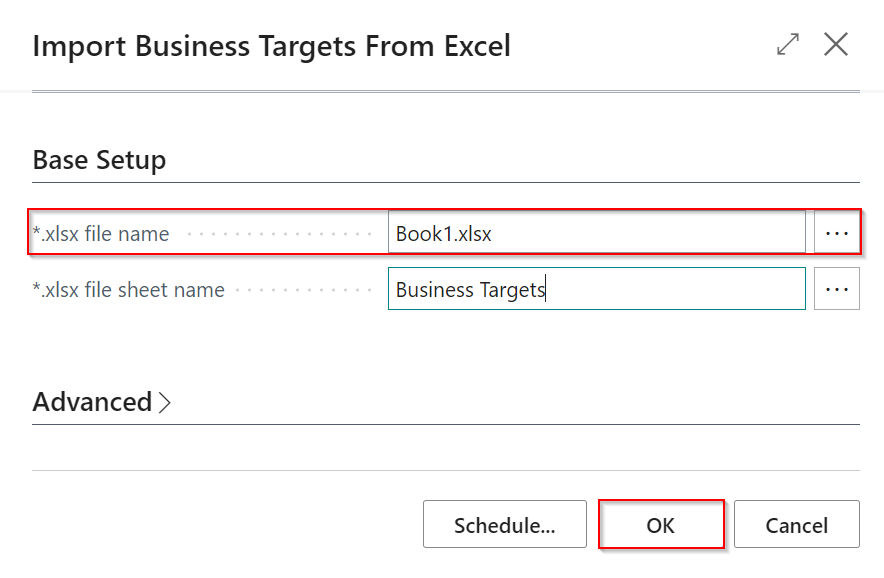 Import Business Targets From Excel
Base Setup
*.xlsx file name Book1.xlsx ...
*.xlsx file sheet name Business Targets ...
Advanced >
Schedule... OK Cancel